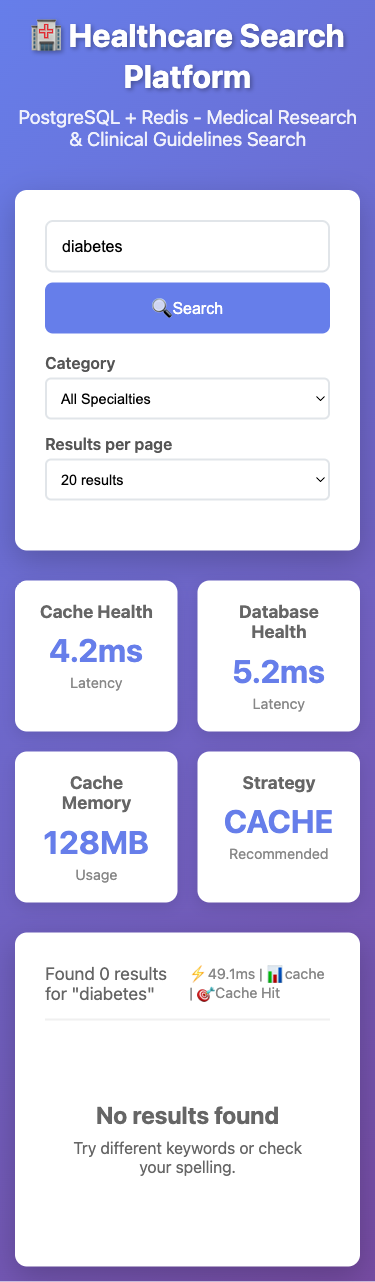 🏥 Healthcare Search
Platform
PostgreSQL + Redis - Medical Research
& Clinical Guidelines Search
diabetes
🔍Search
Category
All Specialties
Results per page
20 results
Cache Health
4.2ms
Latency
Database
Health
5.2ms
Latency
Cache
Memory
128MB
Usage
Strategy
CACHE
Recommended
Found 0 results
for "diabetes"
⚡49.1ms | 📊cache
| 🎯Cache Hit
No results found
Try different keywords or check
your spelling.